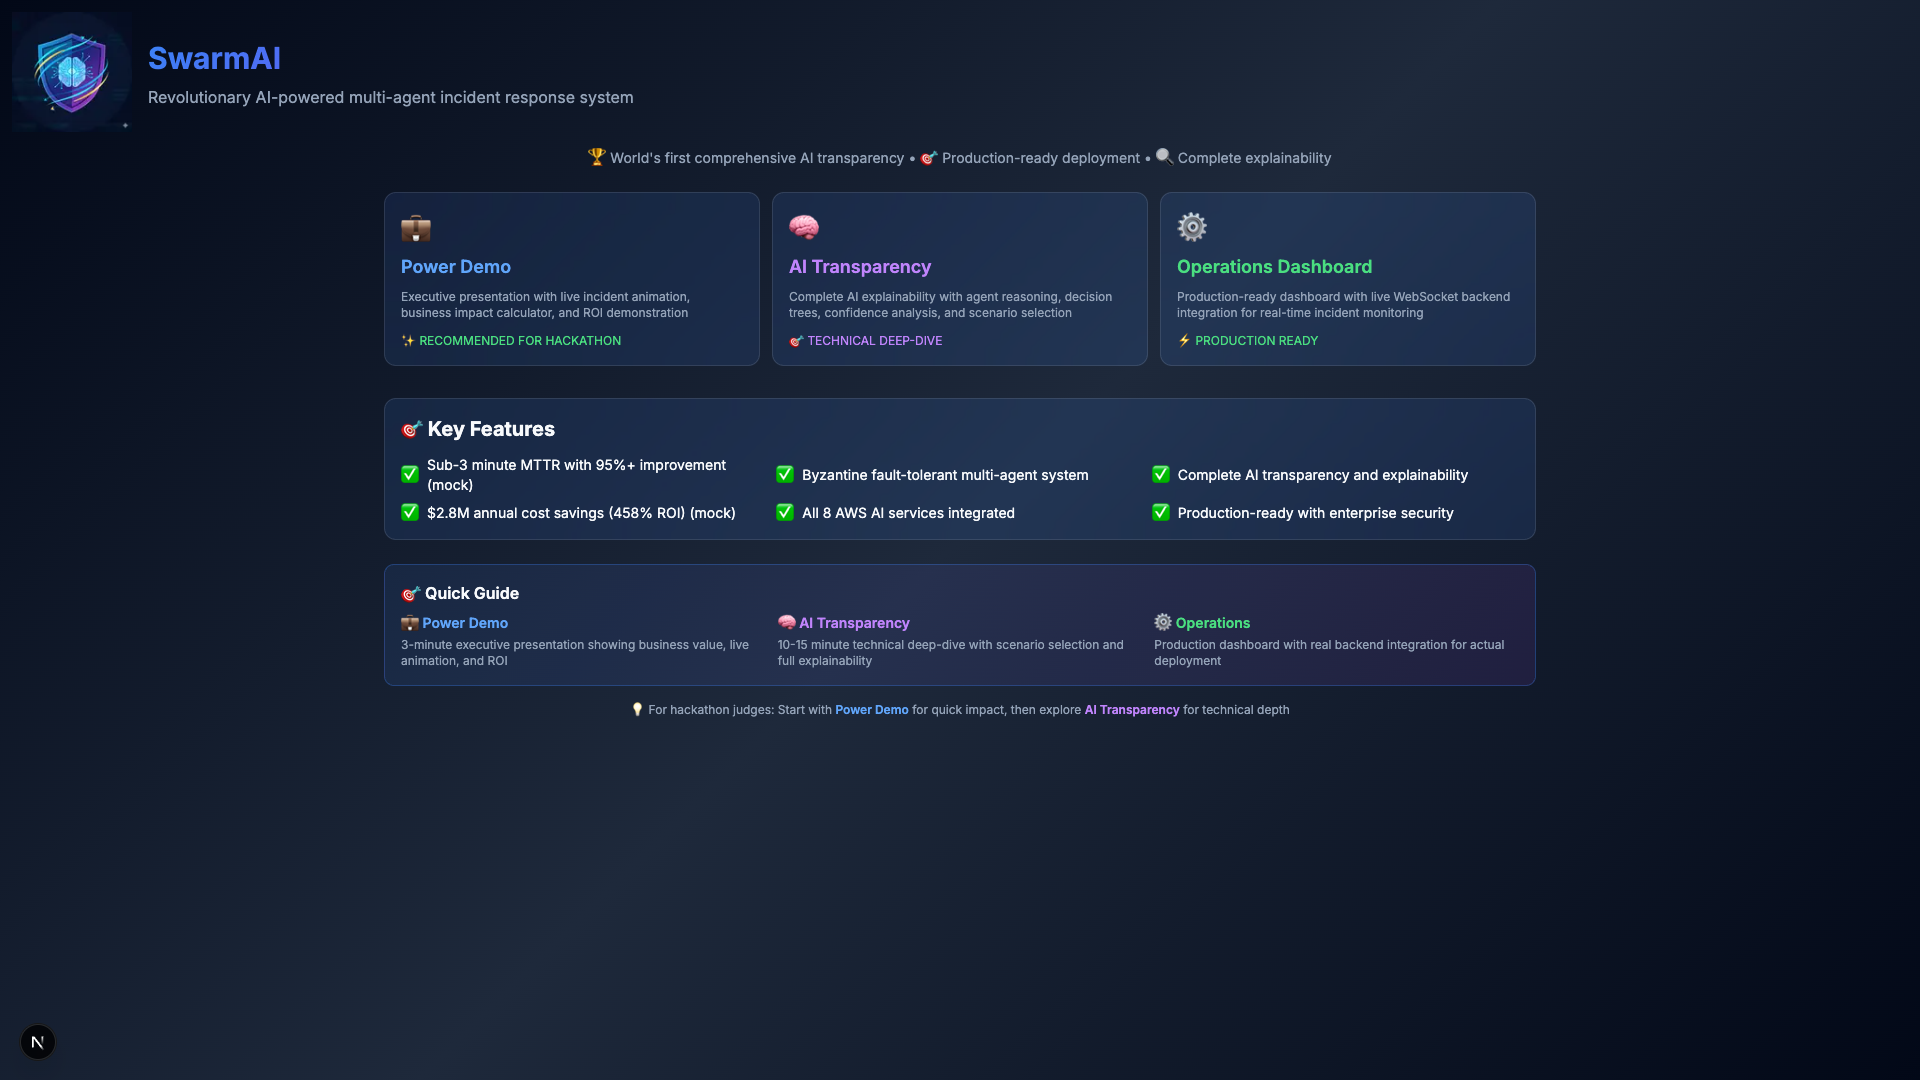 SwarmAI
Revolutionary AI-powered multi-agent incident response system
🏆 World's first comprehensive AI transparency • 🎯 Production-ready deployment • 🔍 Complete explainability
Power Demo
Executive presentation with live incident animation,
business impact calculator, and ROI demonstration
✨ RECOMMENDED FOR HACKATHON
AI Transparency
Complete AI explainability with agent reasoning, decision
trees, confidence analysis, and scenario selection
🎯 TECHNICAL DEEP-DIVE
Operations Dashboard
Production-ready dashboard with live WebSocket backend
integration for real-time incident monitoring
⚡ PRODUCTION READY
🎯 Key Features
✅ Sub-3 minute MTTR with 95%+ improvement
(mock)
✅ Byzantine fault-tolerant multi-agent system
✅ Complete AI transparency and explainability
✅ $2.8M annual cost savings (458% ROI) (mock)
✅ All 8 AWS AI services integrated
✅ Production-ready with enterprise security
🎯 Quick Guide
💼 Power Demo
3-minute executive presentation showing business value, live
animation, and ROI
🧠 AI Transparency
10-15 minute technical deep-dive with scenario selection and
full explainability
⚙️ Operations
Production dashboard with real backend integration for actual
deployment
💡 For hackathon judges: Start with Power Demo for quick impact, then explore AI Transparency for technical depth
N